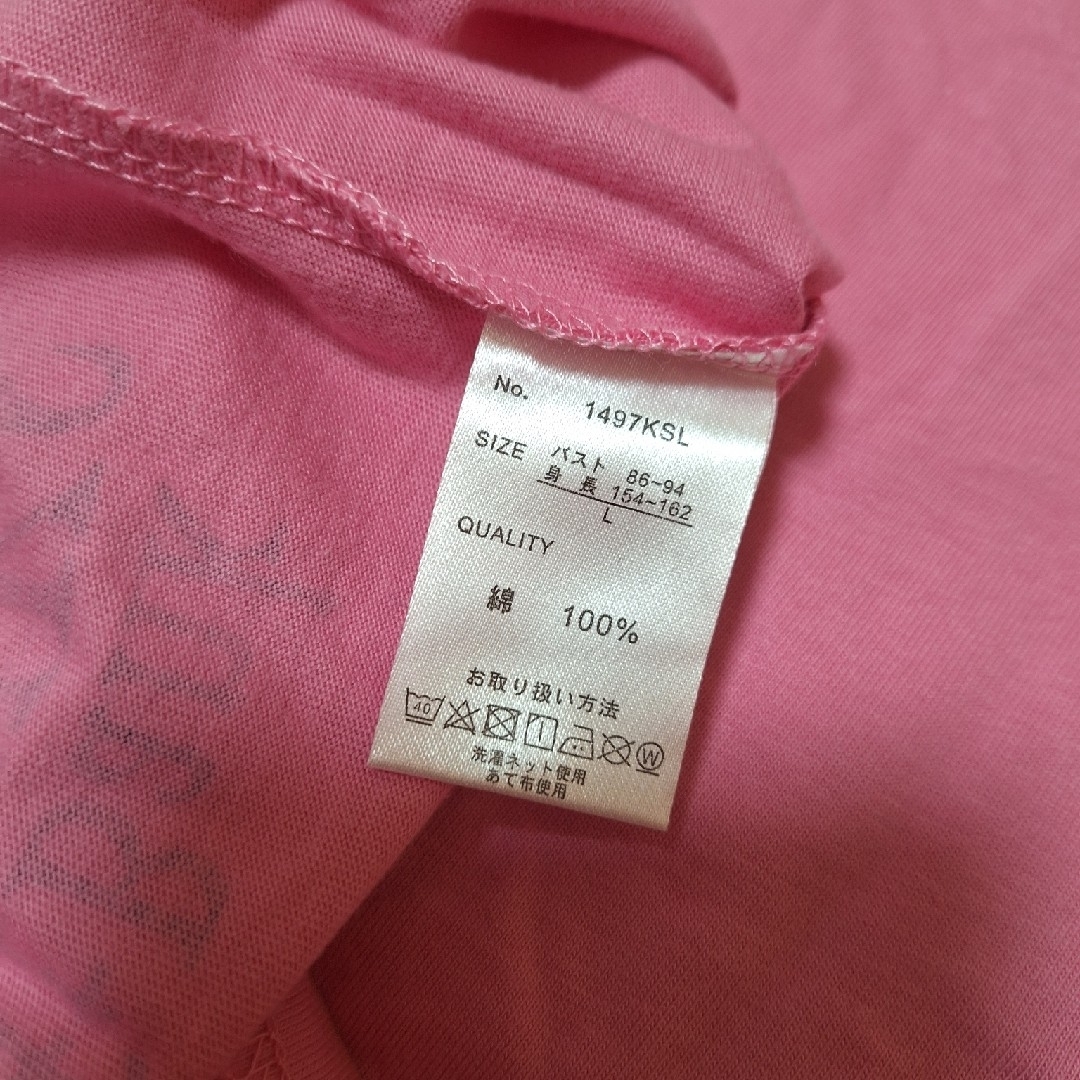 No. 1497KSL
SIZE バスト 86~94
身 長 154~162
L
QUALITY
綿 100%
お取り扱い方法
40 W
洗濯ネット使用
あて布使用